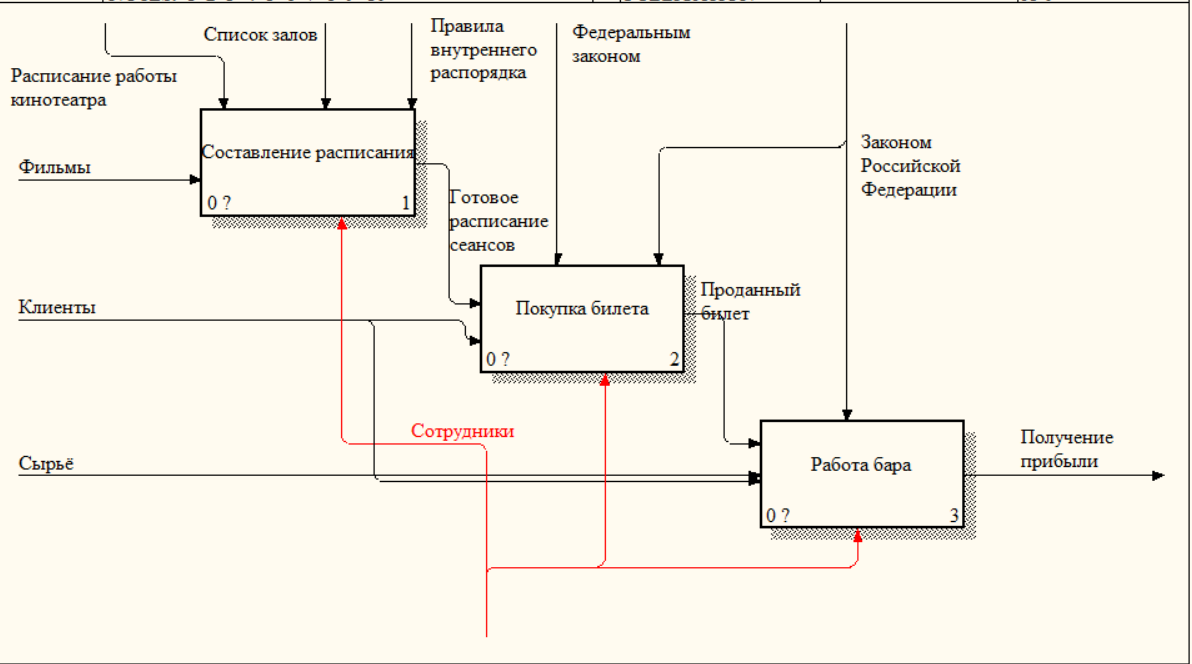 Список залов
Правила
внутреннего
распорядка
Федеральным
законом
Расписание работы
кинотеатра
Законом
Российской
Федерации
Составление расписания
0 ?
1
Фильмы
Готовое
расписание
сеансов
Клиенты
Покупка билета
0 ?
2
Проданный
билет
Сотрудники
Сырьё
Работа бара
0 ?
3
Получение
прибыли